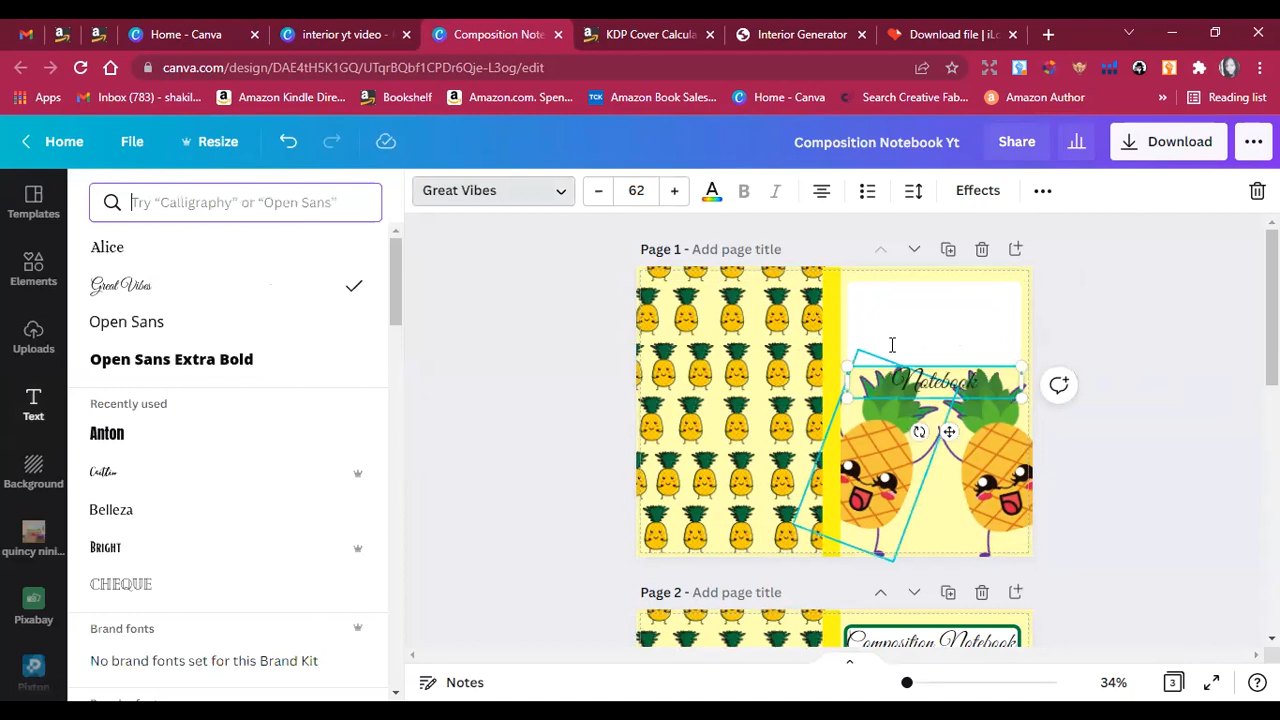 Home - Canva
interior yt video -
Composition Note
KDP Cover Calcula
Interior Generator
Download file | iLo
canva.com/design/DAE4tH5K1GQ/UTqrBQbf1CPDr6Qje-L3og/edit
Apps
Inbox (783) - shakil...
Amazon Kindle Dire...
Bookshelf
Amazon.com. Spen...
TCK
Amazon Book Sales...
Home - Canva
Search Creative Fab...
Amazon Author
Reading list
Home
File
Resize
Composition Notebook Yt
Share
Download
Templates
Elements
Uploads
Text
Background
quincy nini...
Pixabay
Pixton
Try “Calligraphy” or “Open Sans”
Alice
Great Vibes
Open Sans
Open Sans Extra Bold
Recently used
Anton
Belleza
BRIGHT
CHEQUE
Brand fonts
No brand fonts set for this Brand Kit
Great Vibes
62
B
I
Effects
Page 1 - Add page title
Notebook
Page 2 - Add page title
Composition Notebook
Notes
34%
3